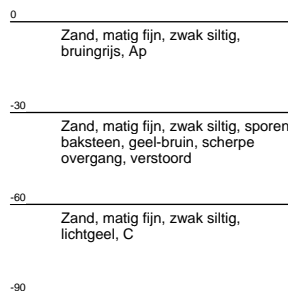 0
Zand, matig fijn, zwak siltig,
bruingrijs, Ap
-30
Zand, matig fijn, zwak siltig, sporen
baksteen, geel-bruin, scherpe
overgang, verstoord
-60
Zand, matig fijn, zwak siltig,
lichtgeel, C
-90